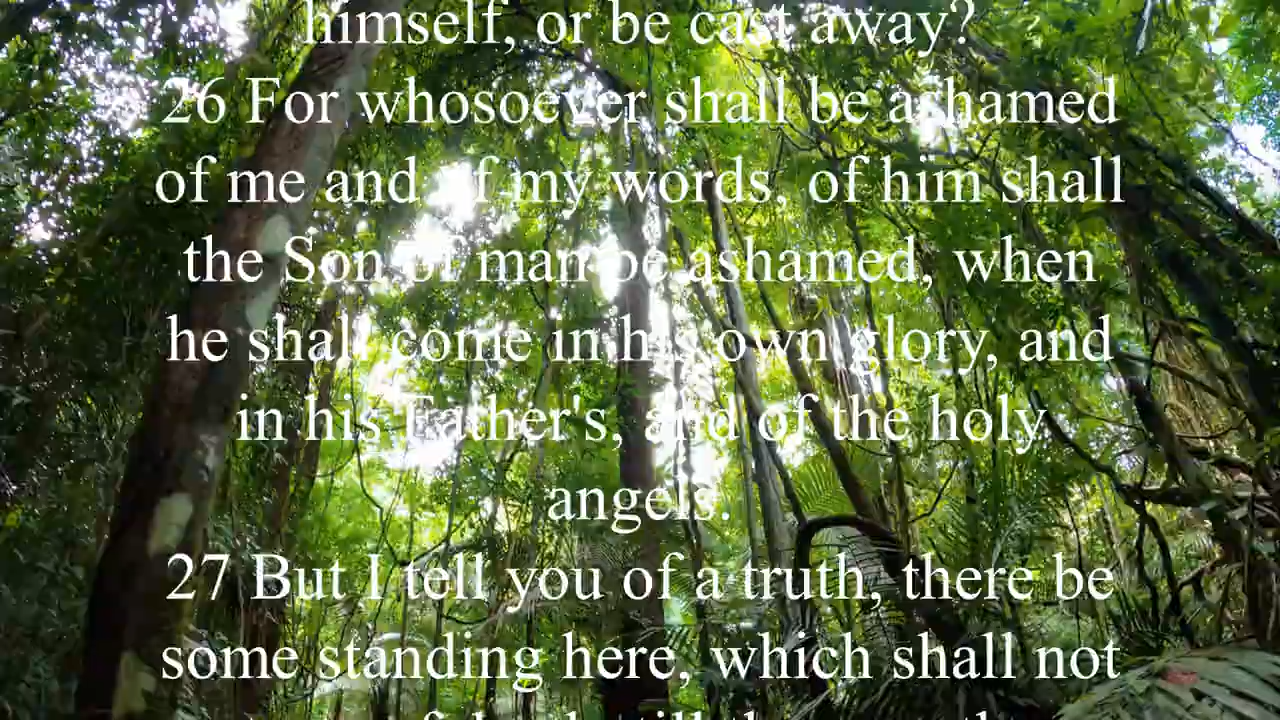 himself, or be cast away?
26 For whosoever shall be ashamed
of me and of my words, of him shall
the Son of man be ashamed, when
he shall come in his own glory, and
in his Father's, and of the holy
angels.
27 But I tell you of a truth, there be
some standing here, which shall not